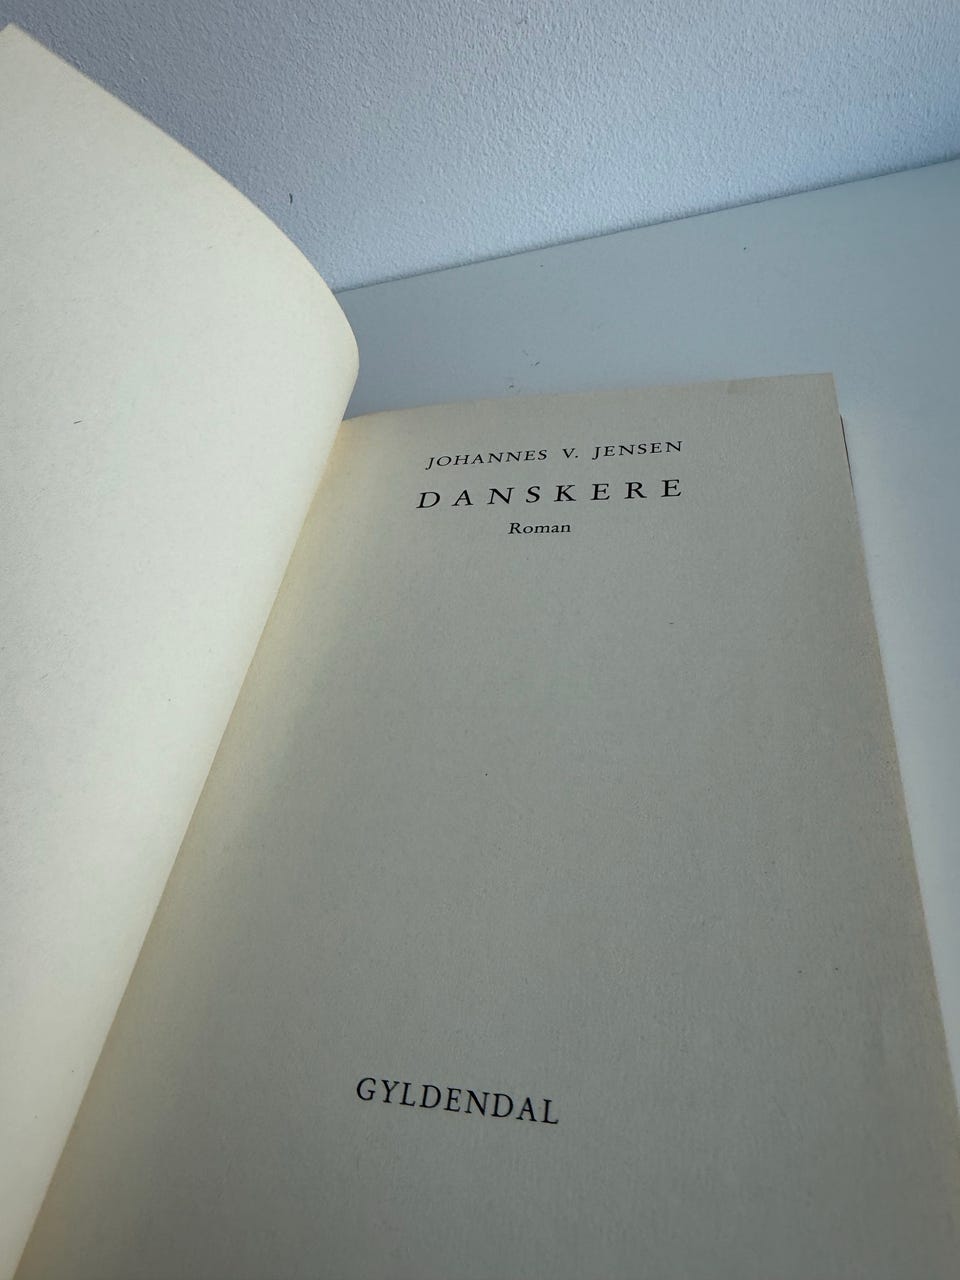 JOHANNES V. JENSEN
DANSKERE
Roman
GYLDENDAL